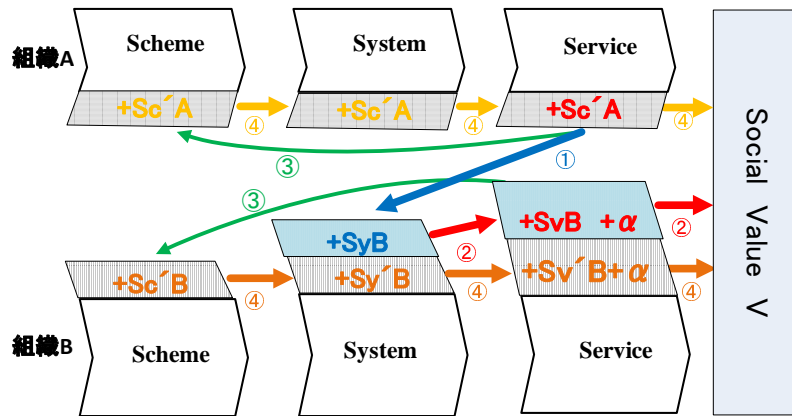 Scheme
System
Service
組織A
+Sc´A
+Sc´A
+Sc´A
④
④
④
①
③
③
+SyB
+SvB +α
②
②
+Sc´B
+Sy´B
+Sv´B+α
④
④
④
組織B
Scheme
System
Service
Social Value V